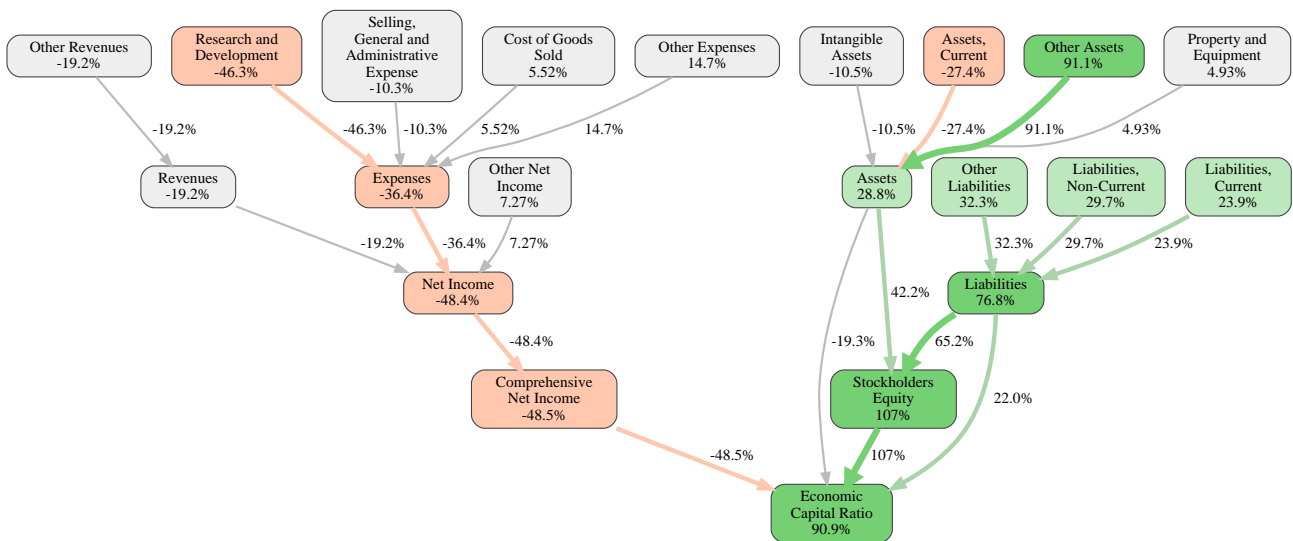 Other Revenues
-19.2%
Research and
Development
-46.3%
Selling,
General and
Administrative
Expense
-10.3%
Cost of Goods
Sold
5.52%
Other Expenses
14.7%
Intangible
Assets
-10.5%
Assets,
Current
-27.4%
Other Assets
91.1%
Property and
Equipment
4.93%
-19.2%
-46.3%
-10.3%
5.52%
14.7%
-10.5%
-27.4%
91.1%
4.93%
Revenues
-19.2%
Expenses
-36.4%
Other Net
Income
7.27%
Assets
28.8%
Other
Liabilities
32.3%
Liabilities,
Non-Current
29.7%
Liabilities,
Current
23.9%
-19.2%
-36.4%
7.27%
32.3%
29.7%
23.9%
Net Income
-48.4%
42.2%
Liabilities
76.8%
-48.4%
-19.3%
65.2%
Comprehensive
Net Income
-48.5%
Stockholders
Equity
107%
22.0%
-48.5%
107%
Economic
Capital Ratio
90.9%